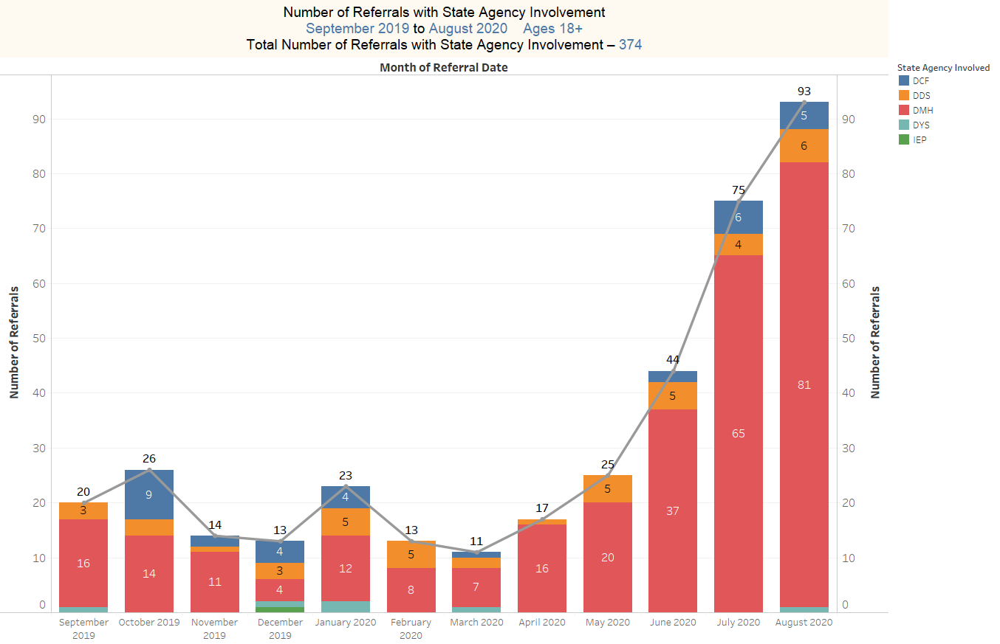 Number of Referrals with State Agency Involvement
September 2019 to August 2020 Ages 18+
Total Number of Referrals with State Agency Involvement – 374
Month of Referral Date
State Agency Involved
DCF
DDS
DMH
DYS
IEP
Number of Referrals
90
80
70
60
50
40
30
20
10
0
20
3
16
26
9
14
14
11
13
4
3
4
23
4
5
12
13
5
8
11
7
17
16
25
5
20
44
5
37
75
6
4
65
93
5
6
81
90
80
70
60
50
40
30
20
10
0
Number of Referrals
September
2019
October 2019
November
2019
December
2019
January 2020
February
2020
March 2020
April 2020
May 2020
June 2020
July 2020
August 2020